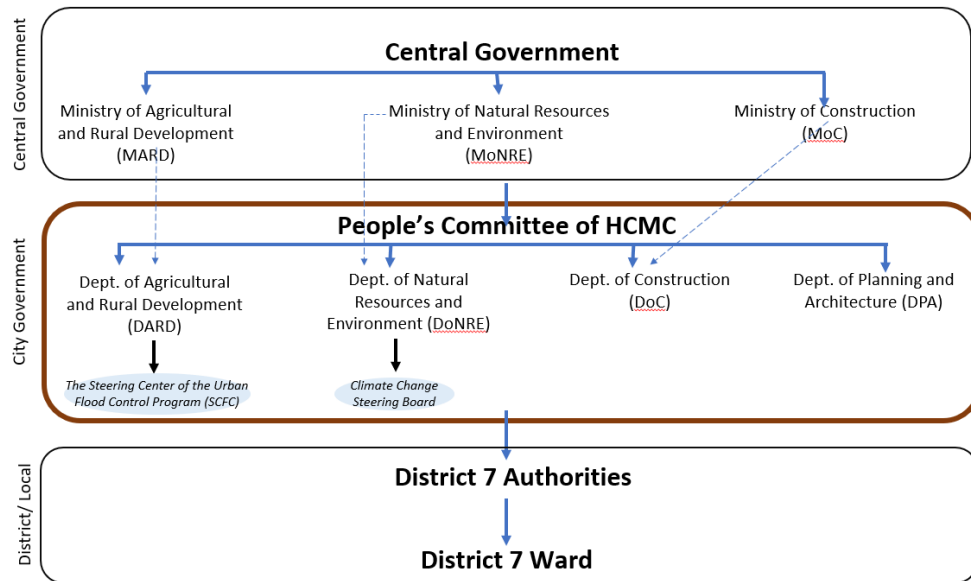 Central Government
Central Government
Ministry of Agricultural
and Rural Development
(MARD)
Ministry of Natural Resources
and Environment
(MoNRE)
Ministry of Construction
(MoC)
City Government
People's Committee of HCMC
Dept. of Agricultural
and Rural Development
(DARD)
Dept. of Natural
Resources and
Environment (DoNRE)
Dept. of Construction
(DoC)
Dept. of Planning and
Architecture (DPA)
The Steering Center of the Urban
Flood Control Program (SCFC)
Climate Change
Steering Board
District/ Local
District 7 Authorities
District 7 Ward